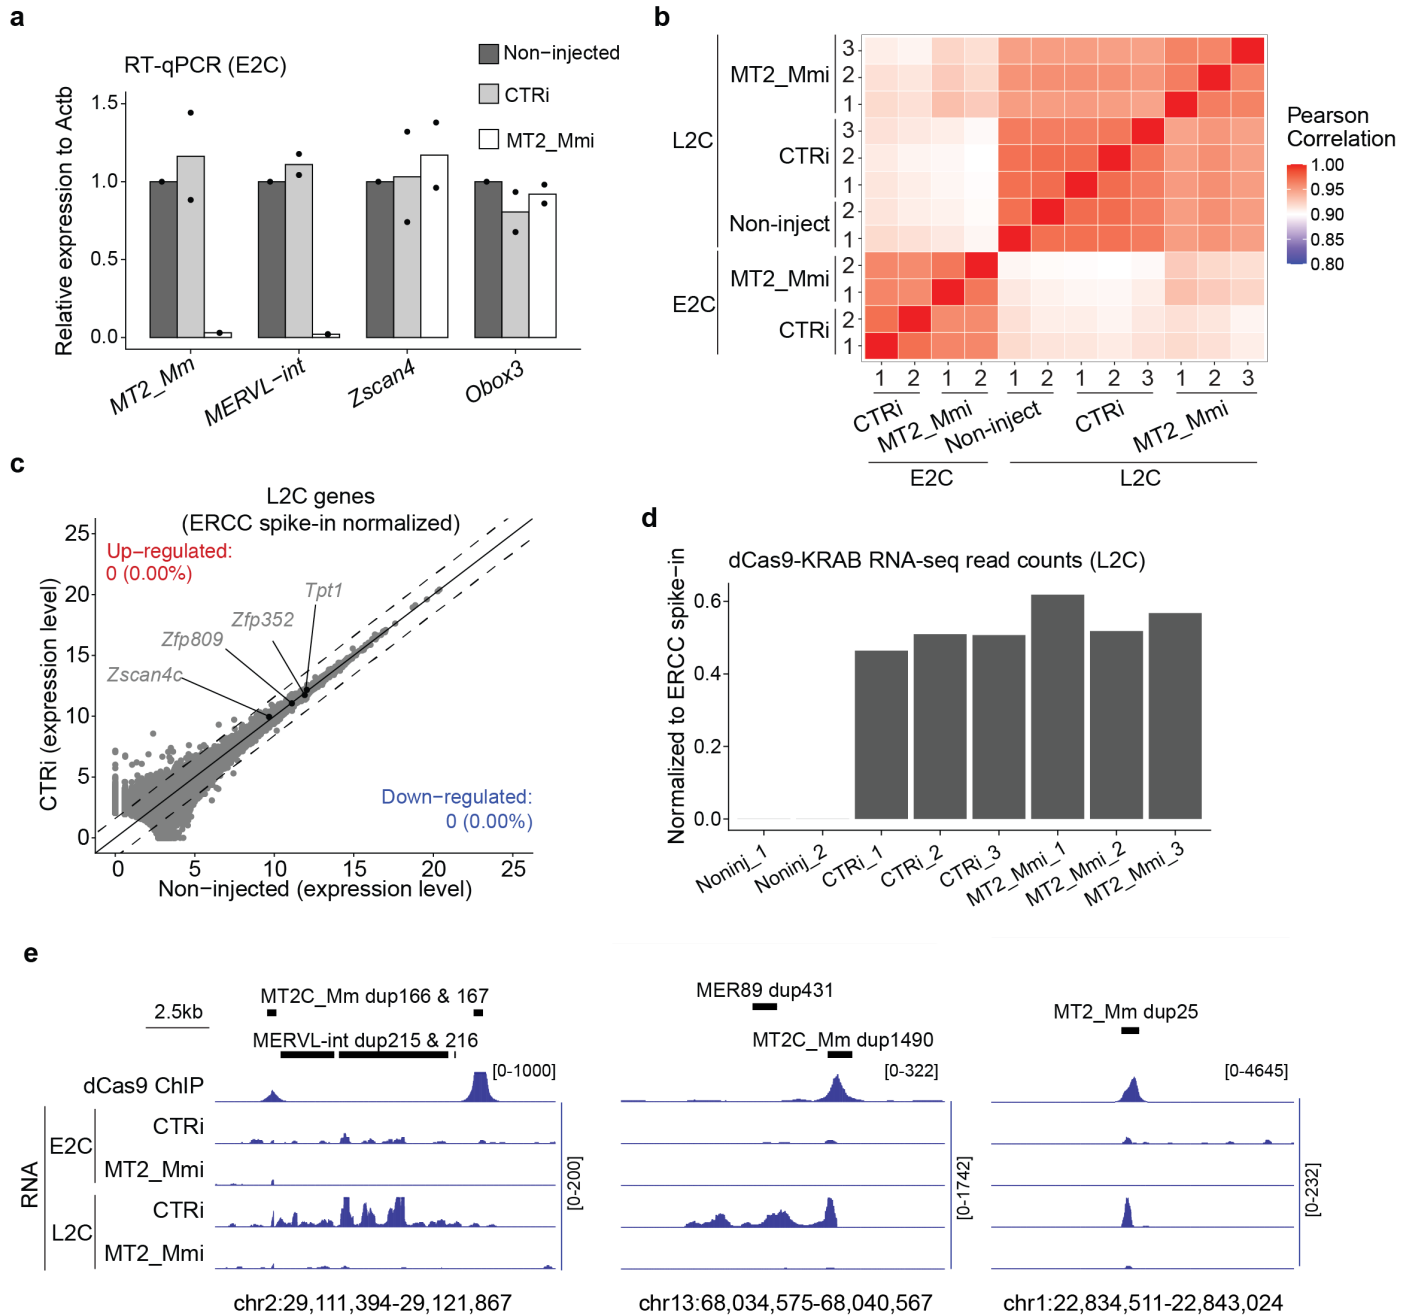 a
RT-qPCR (E2C)
Non−injected
CTRi
MT2_Mmi
Relative expression to Actb
1.5
1.0
0.5
0.0
MT2_Mm
MERVL−int
Zscan4
Obox3
b
L2C
E2C
MT2_Mmi
CTRi
Non−inject
MT2_Mmi
CTRi
3
2
1
3
2
1
2
1
2
1
2
1
1 2 1 2 1 2 1 2 3 1 2 3
CTRi
MT2_Mmi
Non−inject
CTRi
MT2_Mmi
E2C
L2C
Pearson
Correlation
1.00
0.95
0.90
0.85
0.80
c
L2C genes
(ERCC spike-in normalized)
Up−regulated:
0 (0.00%)
Tpt1
Zfp352
Zfp809
Zscan4c
Down−regulated:
0 (0.00%)
CTRi (expression level)
25
20
15
10
5
0
0 5 10 15 20 25
Non−injected (expression level)
d
dCas9-KRAB RNA-seq read counts (L2C)
Normalized to ERCC spike−in
0.6
0.4
0.2
0.0
Noninj_1
Noninj_2
CTRi_1
CTRi_2
CTRi_3
MT2_Mmi_1
MT2_Mmi_2
MT2_Mmi_3
e
2.5kb
MT2C_Mm dup166 & 167
MERVL-int dup215 & 216
[0-1000]
MER89 dup431
MT2C_Mm dup1490
[0-322]
MT2_Mm dup25
[0-4645]
dCas9 ChIP
RNA
E2C
CTRi
MT2_Mmi
L2C
CTRi
MT2_Mmi
[0-200]
[0-1742]
[0-232]
chr2:29,111,394-29,121,867
chr13:68,034,575-68,040,567
chr1:22,834,511-22,843,024